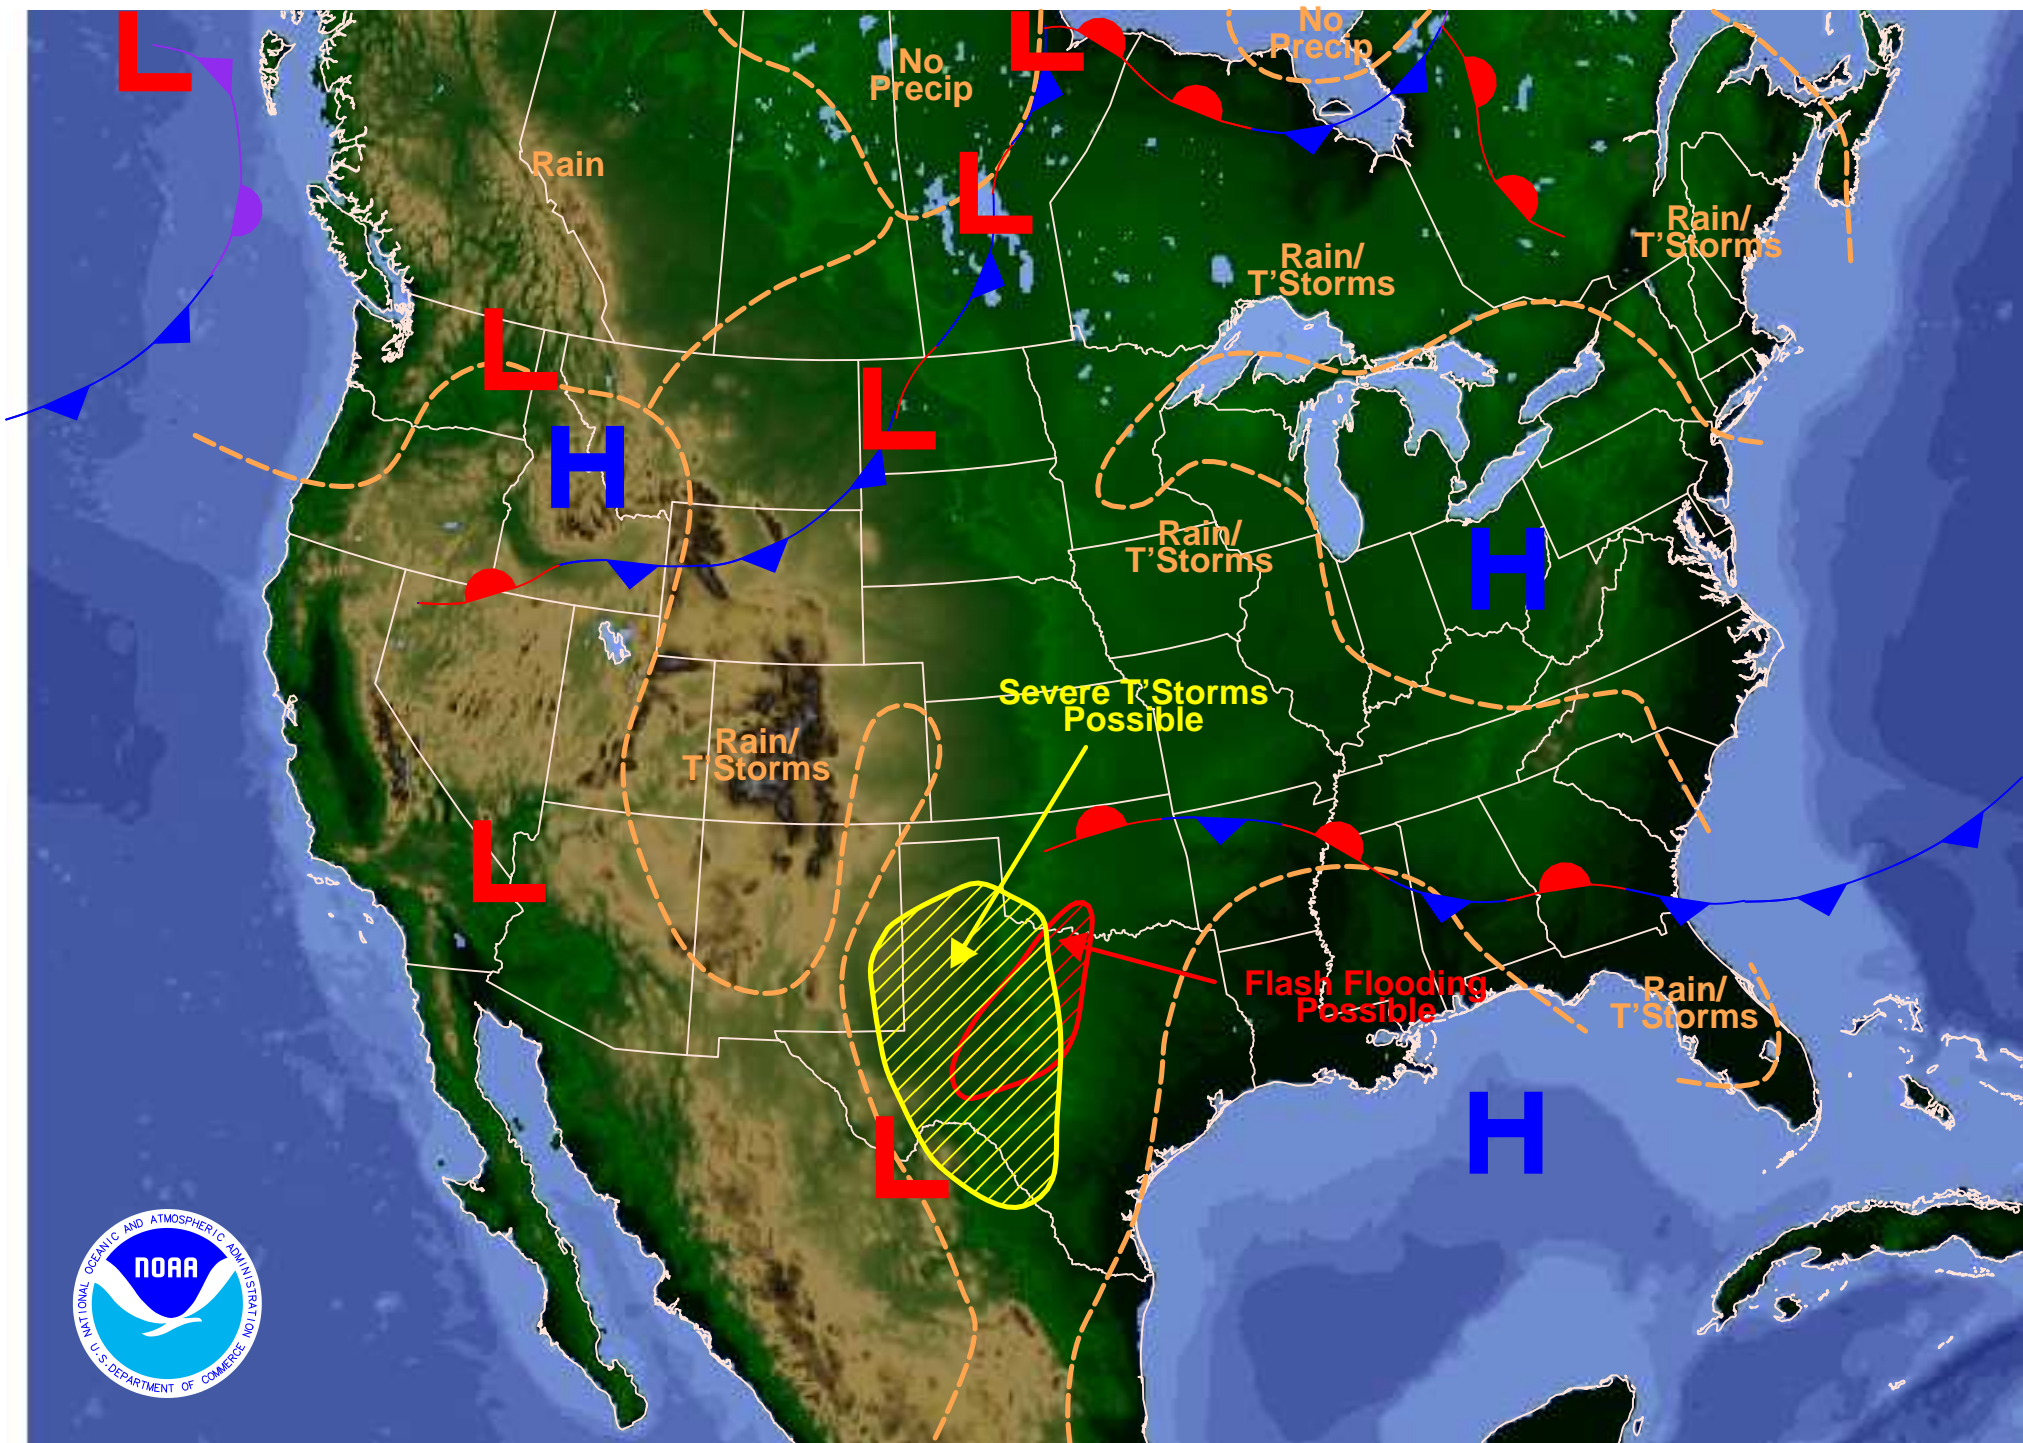 L
L
No
Precip
No
Precip
Rain
L
Rain/
T'Storms
Rain/
T'Storms
L
L
H
Rain/
T'Storms
H
Severe T'Storms
Possible
Rain/
T'Storms
L
Flash Flooding
Possible
Rain/
T'Storms
L
H
NATIONAL OCEANIC AND ATMOSPHERIC ADMINISTRATION
NOAA
U.S. DEPARTMENT OF COMMERCE